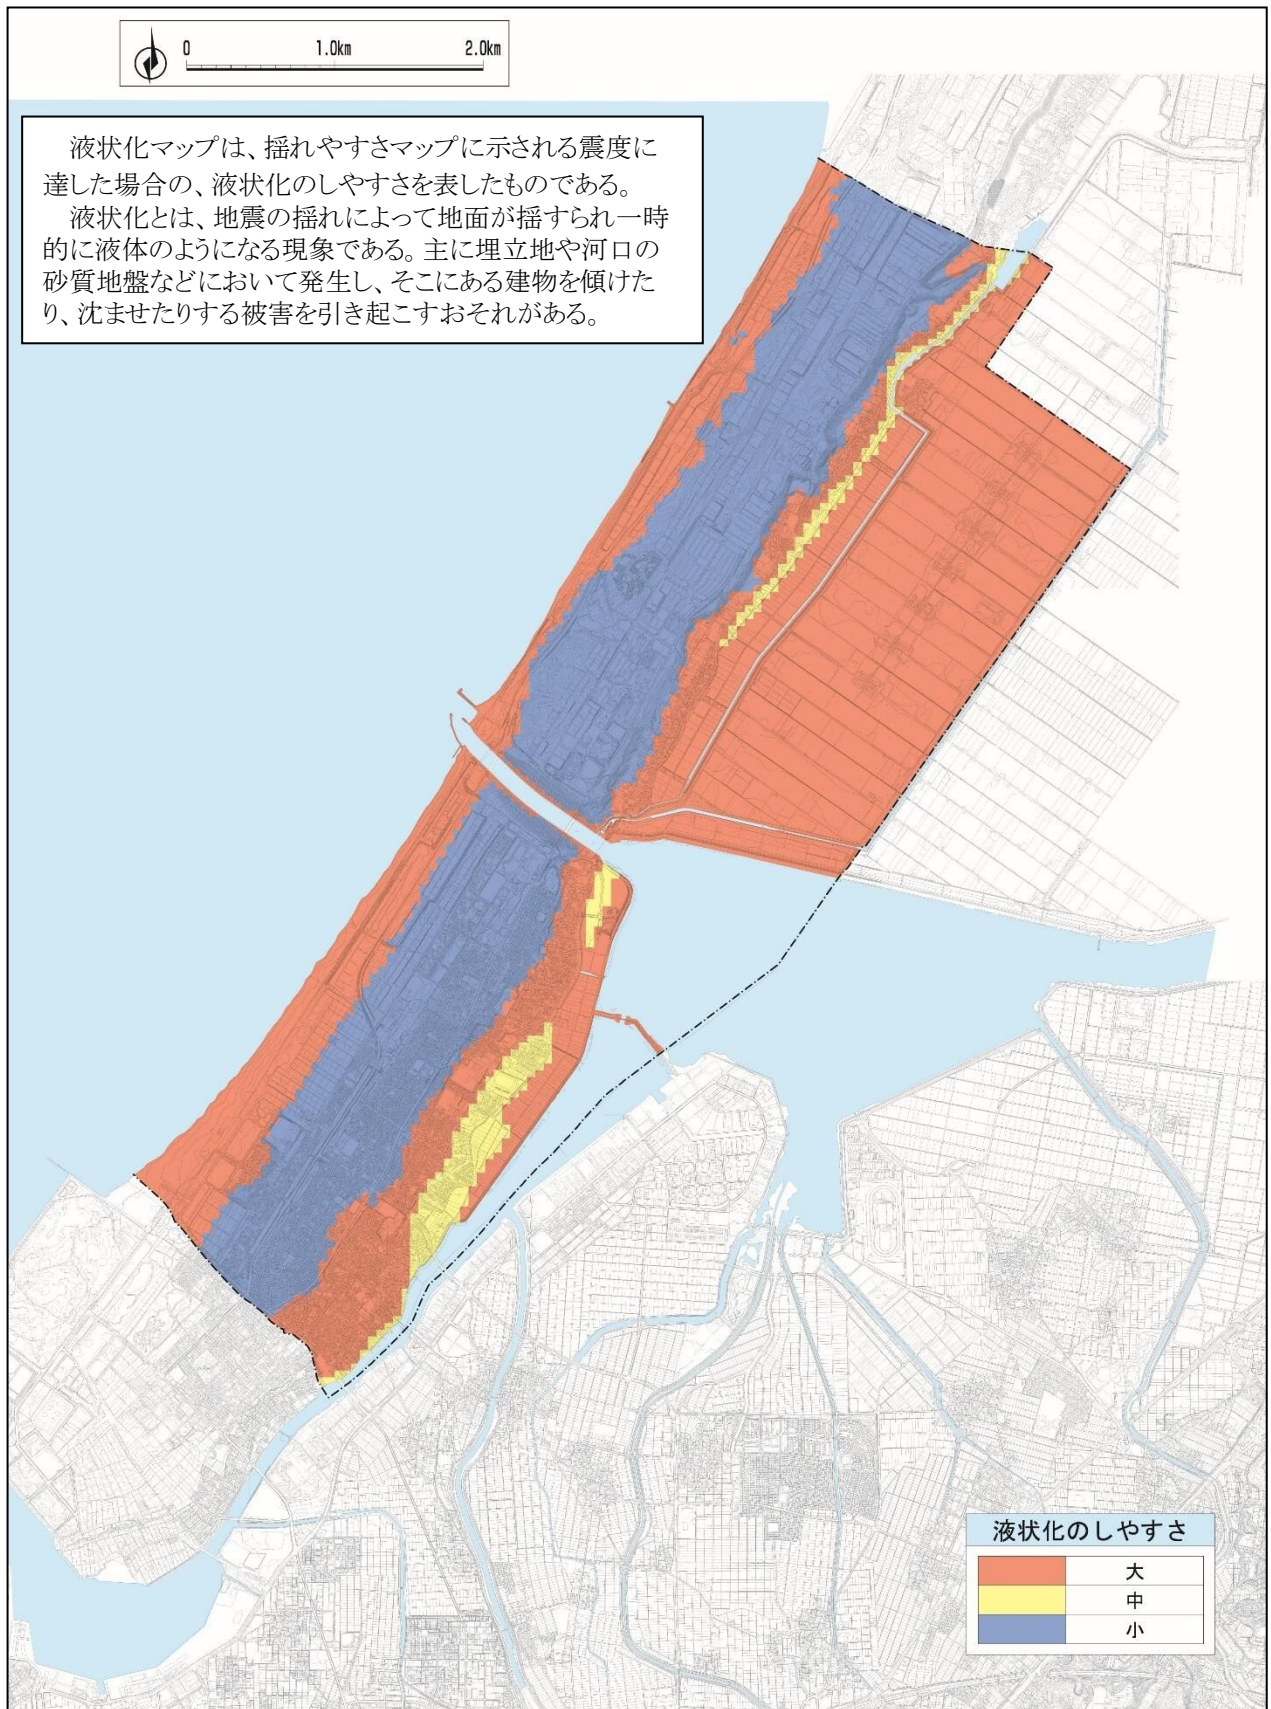 0 1.0km 2.0km
液状化マップは、揺れやすさマップに示される震度に
達した場合の、液状化のしやすさを表したものである。
液状化とは、地震の揺れによって地面が揺すられ一時
的に液体のようになる現象である。主に埋立地や河口の
砂質地盤などにおいて発生し、そこにある建物を傾けた
り、沈ませたりする被害を引き起こすおそれがある。
液状化のしやすさ
大
中
小